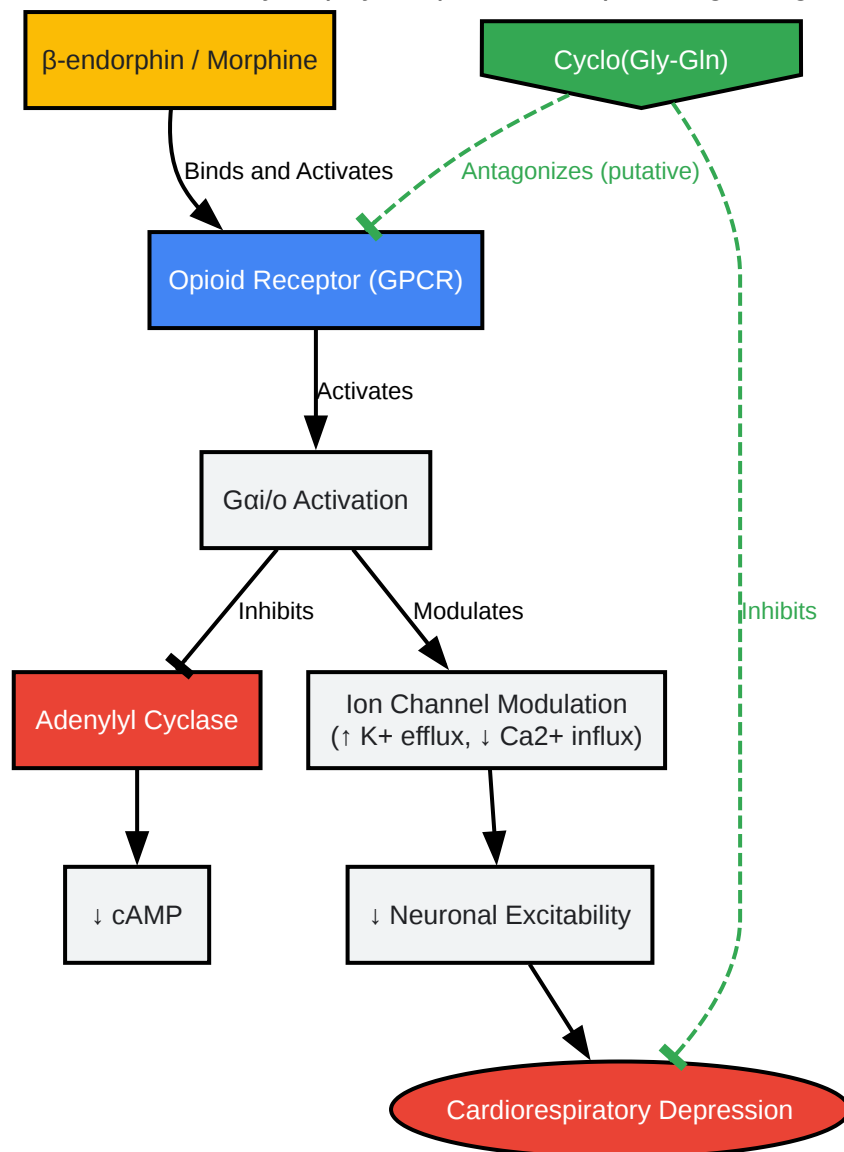 β-endorphin / Morphine
Cyclo(Gly-Gln)
Binds and Activates
Antagonizes (putative)
Opioid Receptor (GPCR)
Activates
Gαi/o Activation
Inhibits
Modulates
Inhibits
Adenylyl Cyclase
Ion Channel Modulation
(↑ K+ efflux, ↓ Ca2+ influx)
↓ cAMP
↓ Neuronal Excitability
Cardiorespiratory Depression